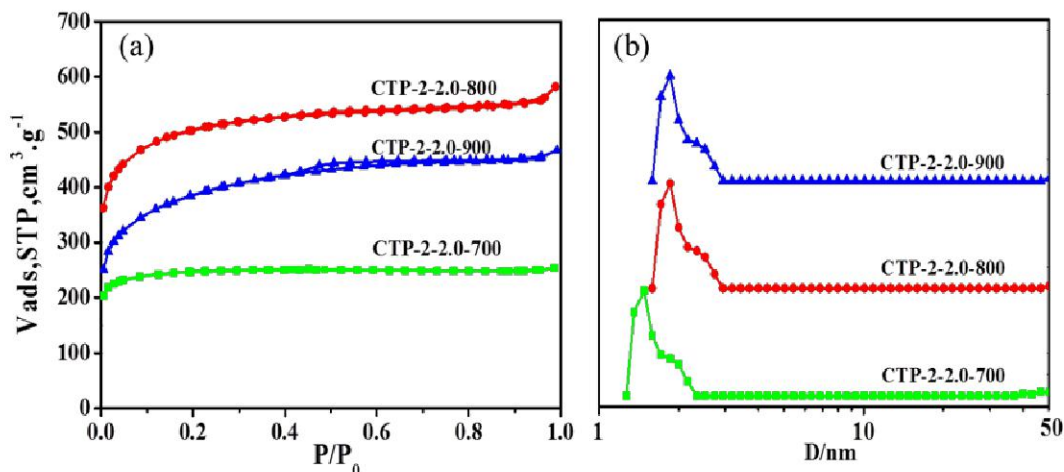 (a)
CTP-2-2.0-800
CTP-2-2.0-900
CTP-2-2.0-700
Vads,STP,cm³.g⁻¹
700
600
500
400
300
200
100
0
0.0 0.2 0.4 0.6 0.8 1.0
P/P₀
(b)
CTP-2-2.0-900
CTP-2-2.0-800
CTP-2-2.0-700
1 10 50
D/nm